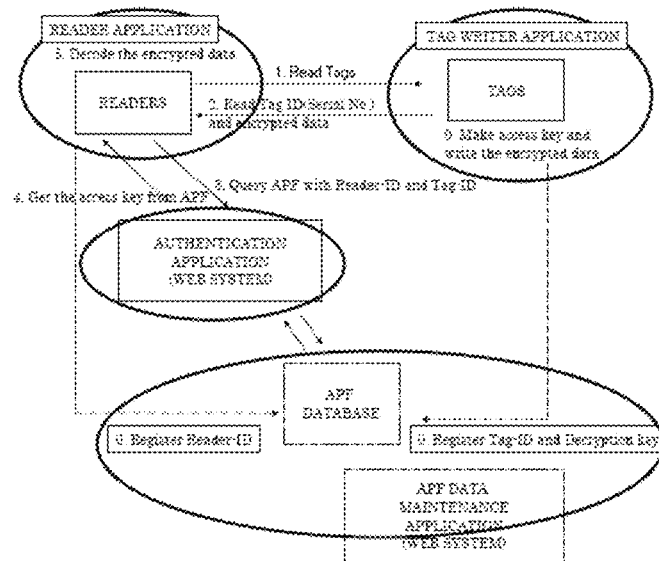 READER APPLICATION
5. Decode the encrypted data
READERS
1. Read Tags
2. Read Tag ID(Serial No.)
and encrypted data
TAG WRITER APPLICATION
TAGS
0. Make access key and
write the encrypted data
3. Query APF with Reader-ID and Tag-ID
4. Get the access key from APF
AUTHENTICATION
APPLICATION
(WEB SYSTEM)
APF
DATABASE
0. Register Reader-ID
0. Register Tag-ID and Decryption key
APF DATA
MAINTENANCE
APPLICATION
(WEB SYSTEM)